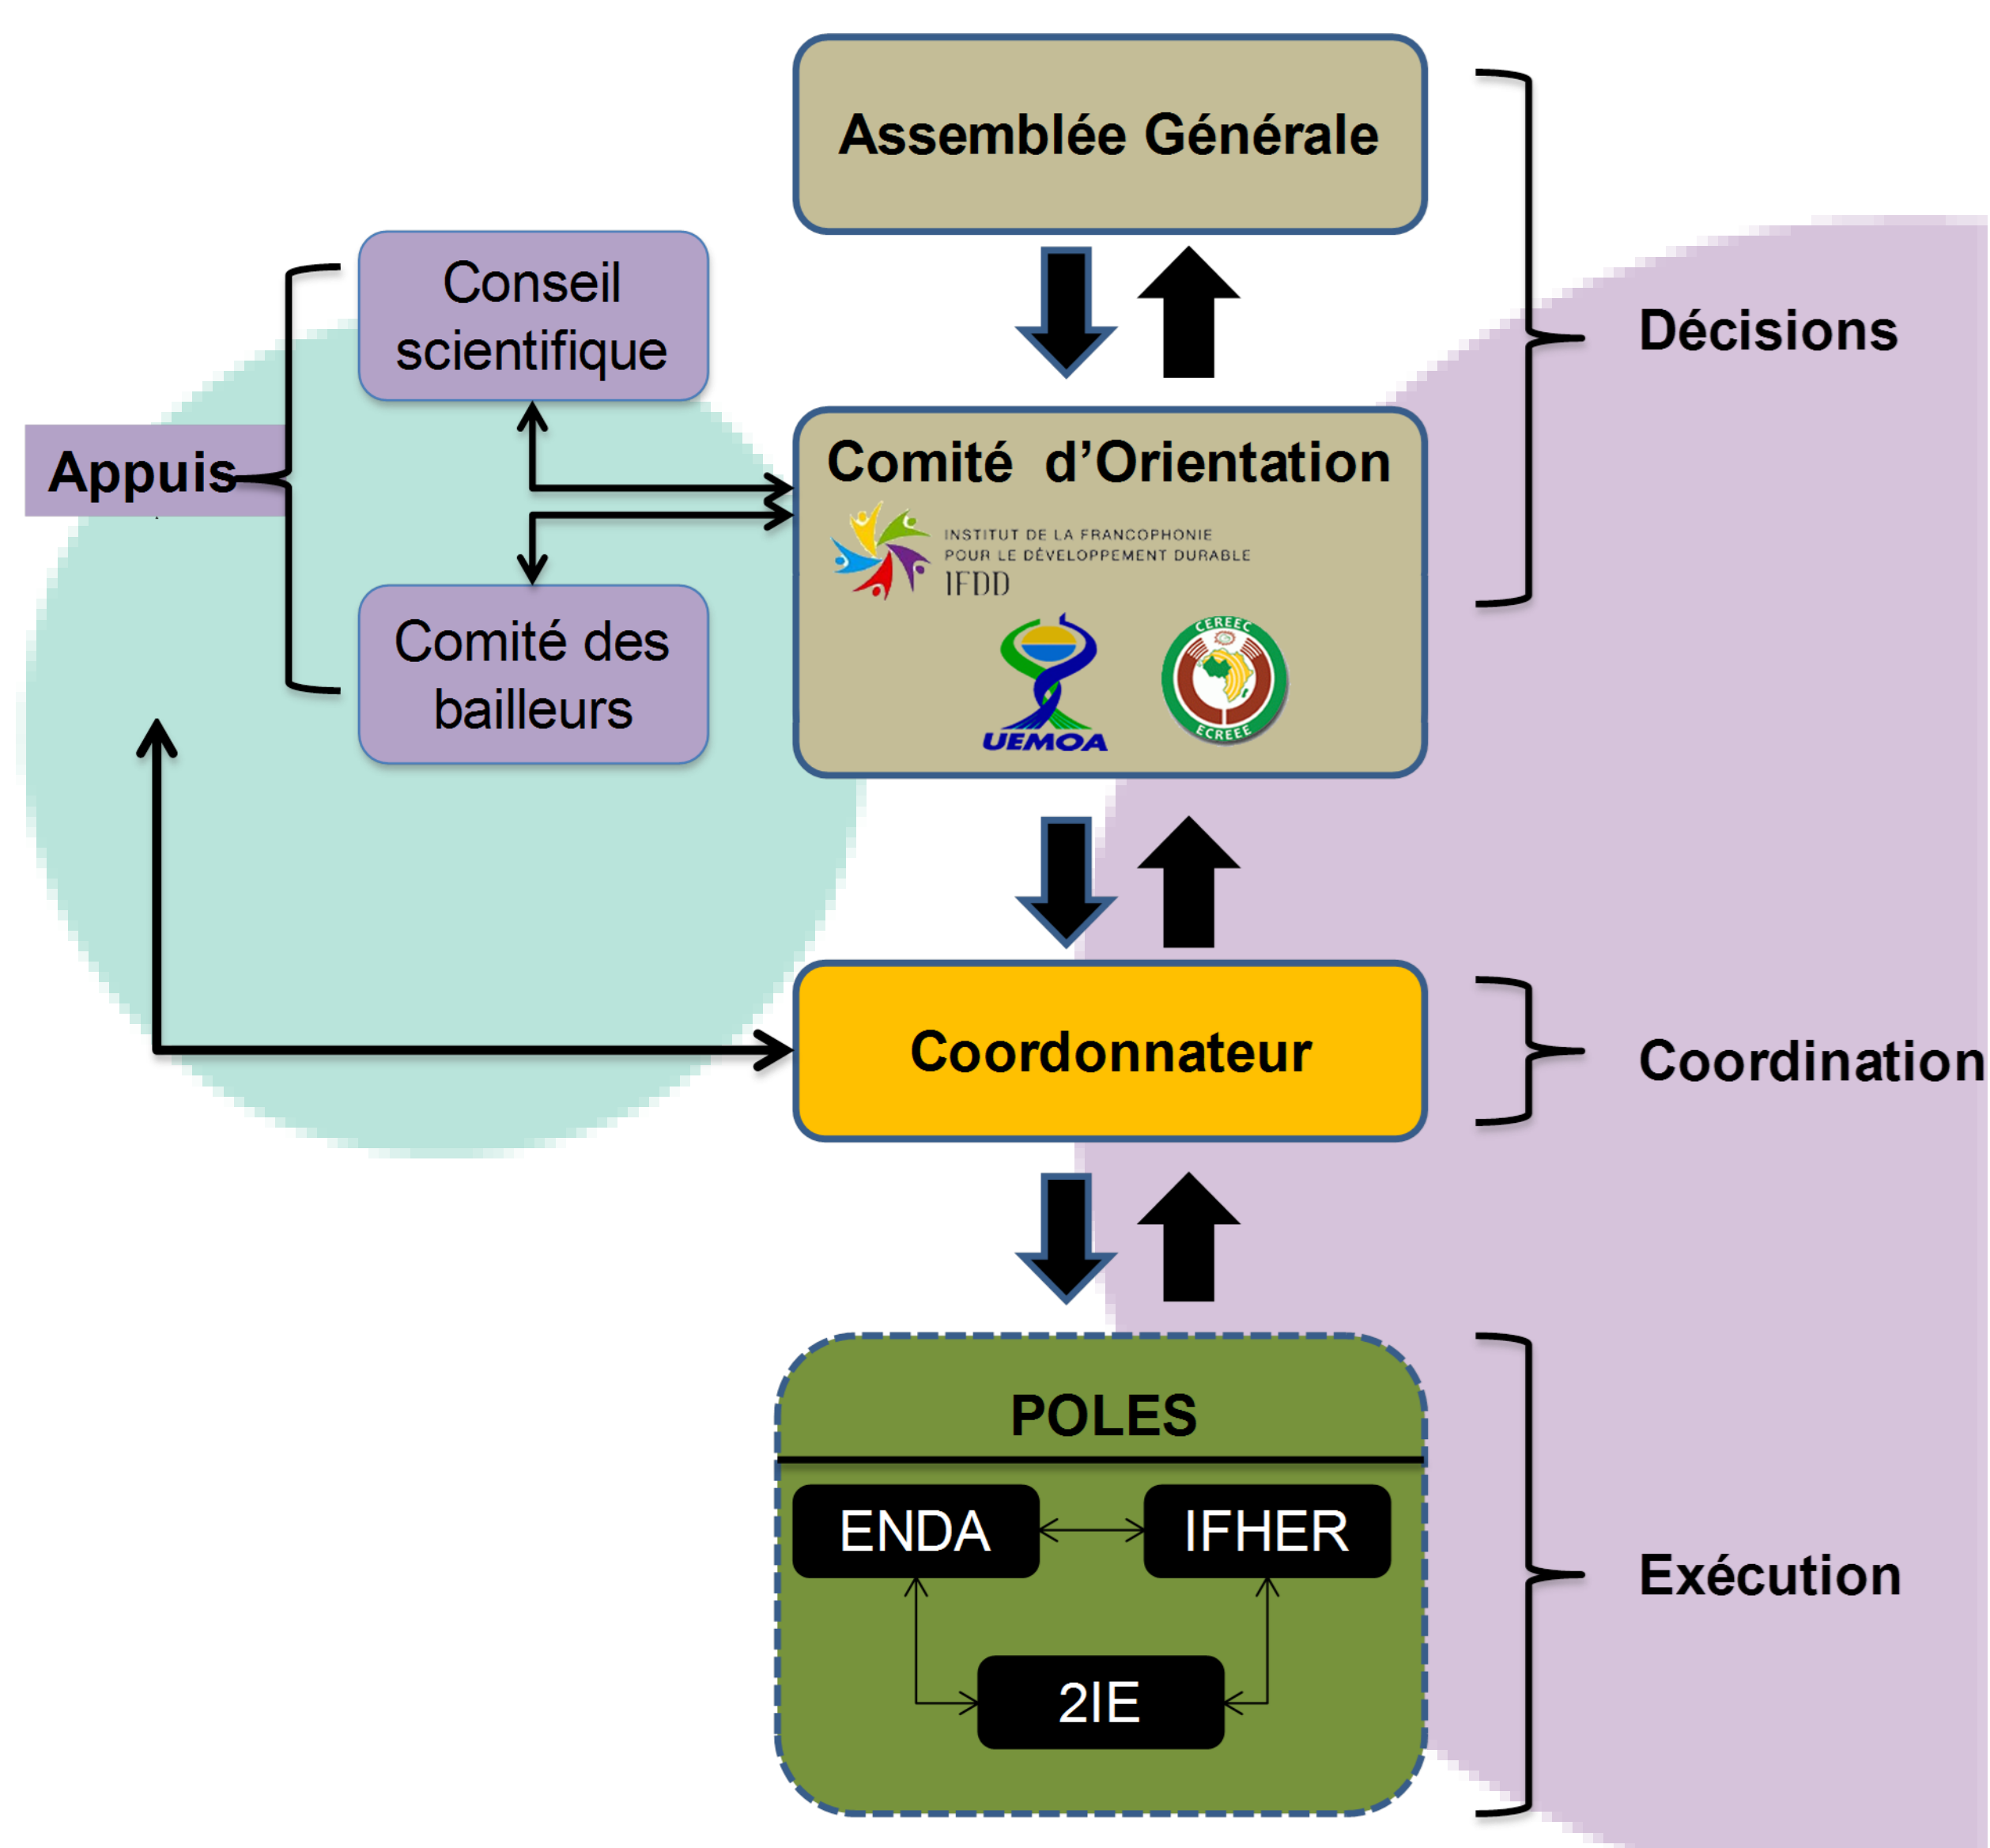 Assemblée Générale
Conseil
scientifique
Décisions
Appuis
Comité d’Orientation
INSTITUT DE LA FRANCOPHONIE
POUR LE DÉVELOPPEMENT DURABLE
IFDD
Comité des
bailleurs
UEMOA
CEREEC
ECREEE
Coordonnateur
Coordination
POLES
ENDA
IFHER
Exécution
2IE